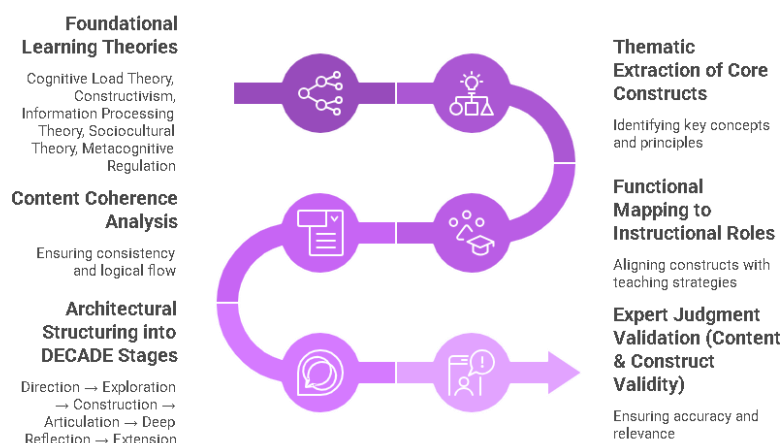 Foundational
Learning Theories
Cognitive Load Theory,
Constructivism,
Information Processing
Theory, Sociocultural
Theory, Metacognitive
Regulation
Thematic
Extraction of Core
Constructs
Identifying key concepts
and principles
Functional
Mapping to
Instructional Roles
Aligning constructs with
teaching strategies
Content Coherence
Analysis
Ensuring consistency
and logical flow
Architectural
Structuring into
DECADE Stages
Direction → Exploration
→ Construction →
Articulation → Deep
Reflection → Extension
Expert Judgment
Validation (Content
& Construct
Validity)
Ensuring accuracy and
relevance